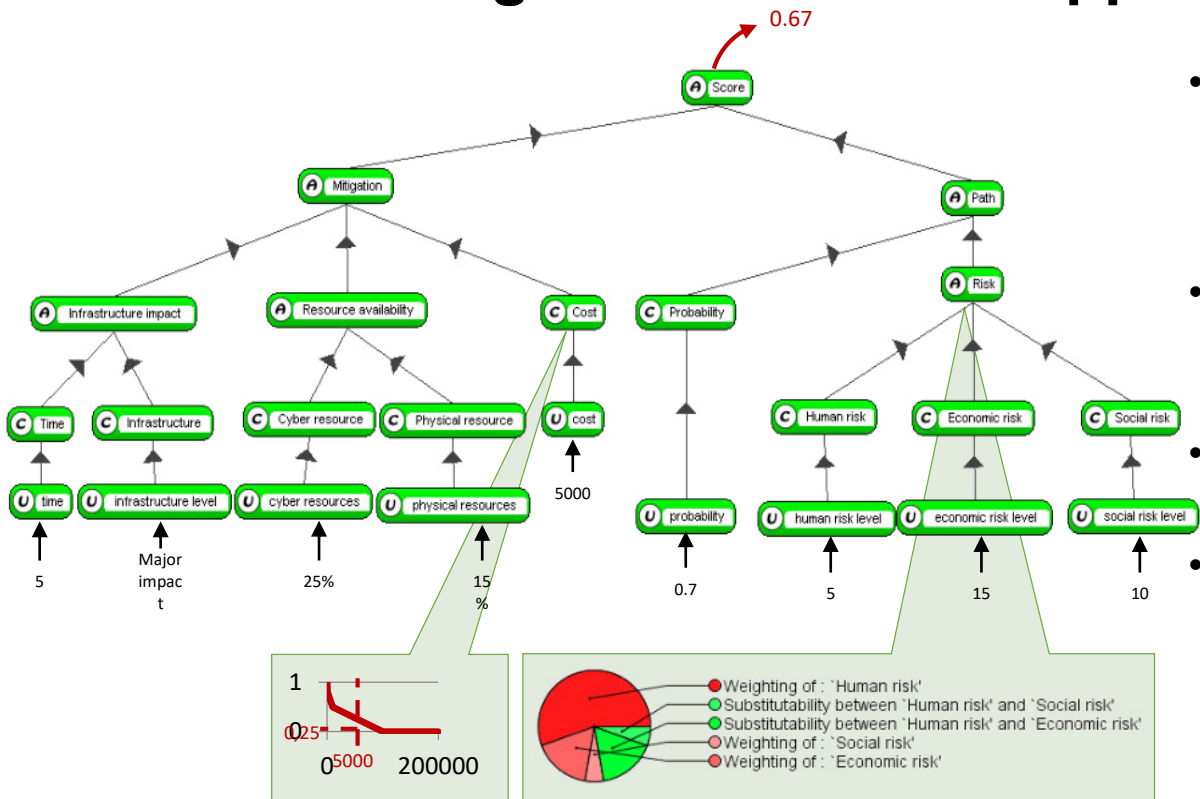 0.67
A Score
A Mitigation
A Path
A Risk
A Infrastructure impact
A Resource availability
C Cost
C Probability
C Time
C Infrastructure
C Cyber resource
C Physical resource
U cost
C Human risk
C Economic risk
C Social risk
U time
U infrastructure level
U cyber resources
U physical resources
5000
U probability
U human risk level
U economic risk level
U social risk level
5
Major
impac
t
25%
15
%
0.7
5
15
10
1
0
0,25
0
5000
200000
Weighting of : `Human risk'
Substitutability between `Human risk' and `Social risk'
Substitutability between `Human risk' and `Economic risk'
Weighting of : `Social risk'
Weighting of : `Economic risk'